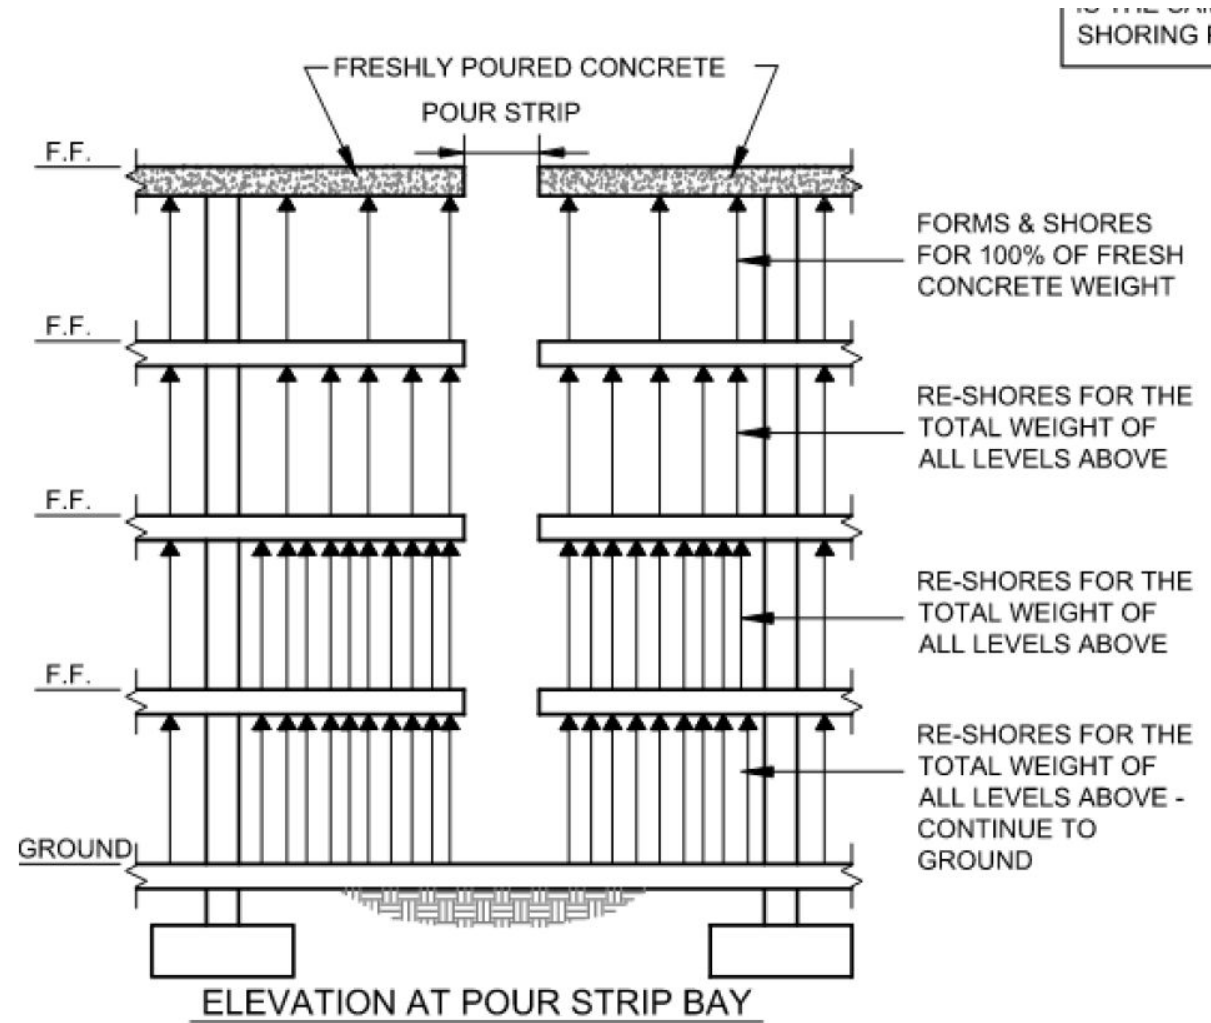 SHORING
FRESHLY POURED CONCRETE
POUR STRIP
F.F.
FORMS & SHORES
FOR 100% OF FRESH
CONCRETE WEIGHT
F.F.
RE-SHORES FOR THE
TOTAL WEIGHT OF
ALL LEVELS ABOVE
F.F.
RE-SHORES FOR THE
TOTAL WEIGHT OF
ALL LEVELS ABOVE
F.F.
RE-SHORES FOR THE
TOTAL WEIGHT OF
ALL LEVELS ABOVE -
CONTINUE TO
GROUND
GROUND
ELEVATION AT POUR STRIP BAY